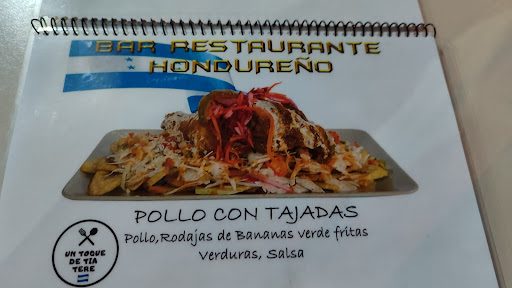 BAR RESTAURANTE
HONDUREÑO
POLLO CON TAJADAS
Pollo,Rodajas de Bananas verde fritas
Verduras, Salsa
UN TOQUE
DE TIA
TERE